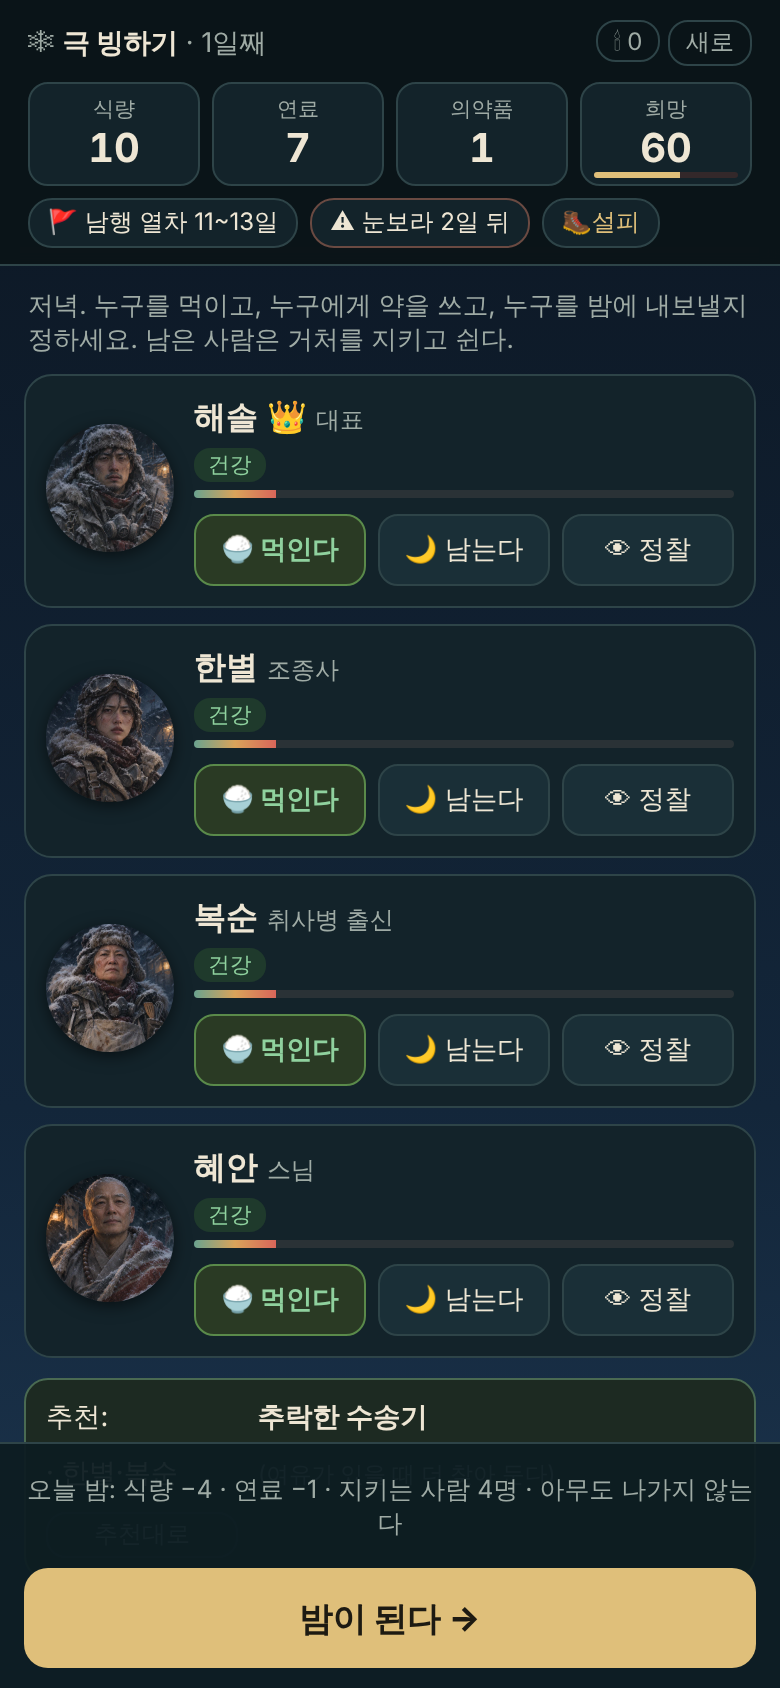 ❄ 극 빙하기 · 1일째
🕯 0
새로
식량
10
연료
7
의약품
1
희망
60
🚩 남행 열차 11~13일
⚠ 눈보라 2일 뒤
🥾설피
저녁. 누구를 먹이고, 누구에게 약을 쓰고, 누구를 밤에 내보낼지
정하세요. 남은 사람은 거처를 지키고 쉰다.
해솔 👑 대표
건강
🍚 먹인다
🌙 남는다
👁 정찰
한별 조종사
건강
🍚 먹인다
🌙 남는다
👁 정찰
복순 취사병 출신
건강
🍚 먹인다
🌙 남는다
👁 정찰
혜안 스님
건강
🍚 먹인다
🌙 남는다
👁 정찰
추천:
추락한 수송기
· 한별·복순
추천대로
오늘 밤: 식량 −4 · 연료 −1 · 지키는 사람 4명 · 아무도 나가지 않는
다
밤이 된다 →